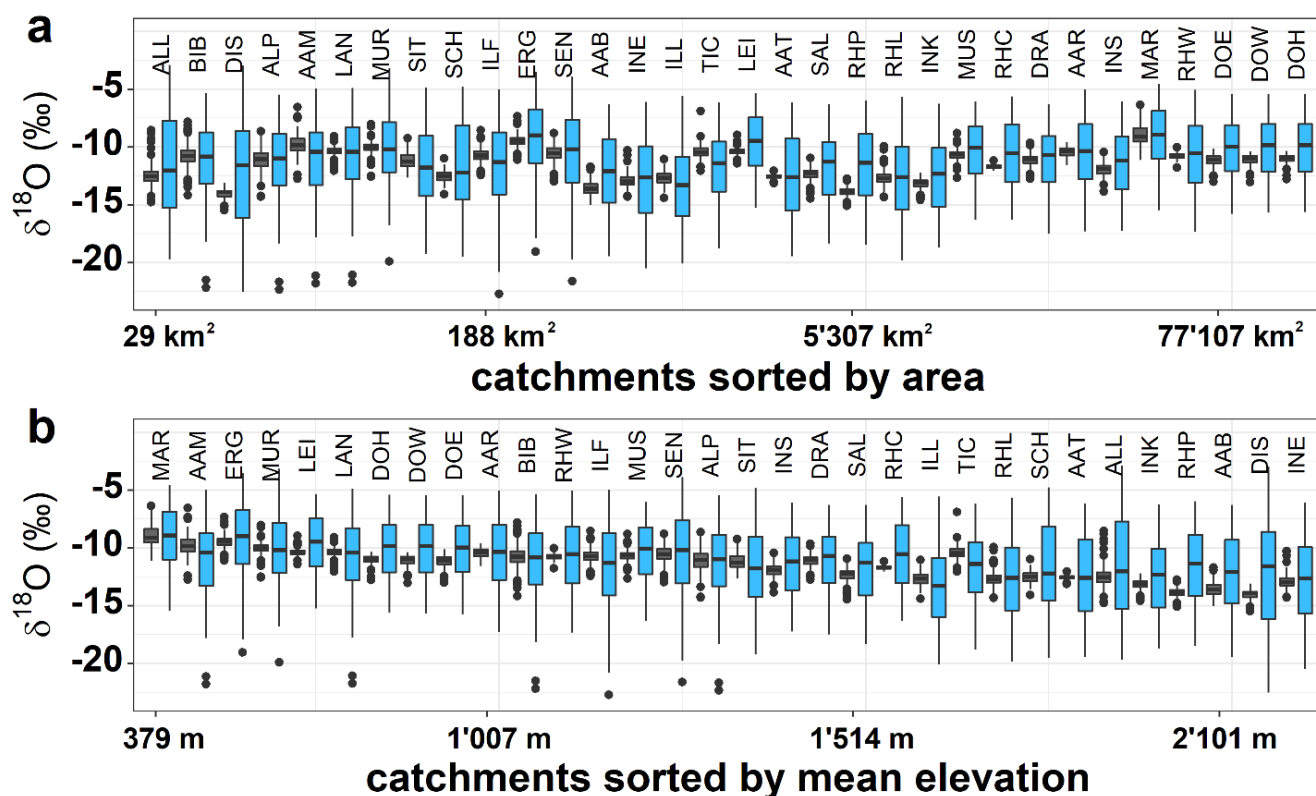 a
ALL BIB DIS ALP AAM LAN MUR SIT SCH ILF ERG SEN AAB INE ILL TIC LEI AAT SAL RHP RHL INK MUS RHC DRA AAR INS MAR RHW DOE DOW DOH
δ¹⁸O (‰)
-5
-10
-15
-20
29 km² 188 km² 5'307 km² 77'107 km²
catchments sorted by area
b
MAR AAM ERG MUR LEI LAN DOH DOW DOE AAR BIB RHW ILF MUS SEN ALP SIT INS DRA SAL RHC ILL TIC RHL SCH AAT ALL INK RHP AAB DIS INE
δ¹⁸O (‰)
-5
-10
-15
-20
379 m 1'007 m 1'514 m 2'101 m
catchments sorted by mean elevation